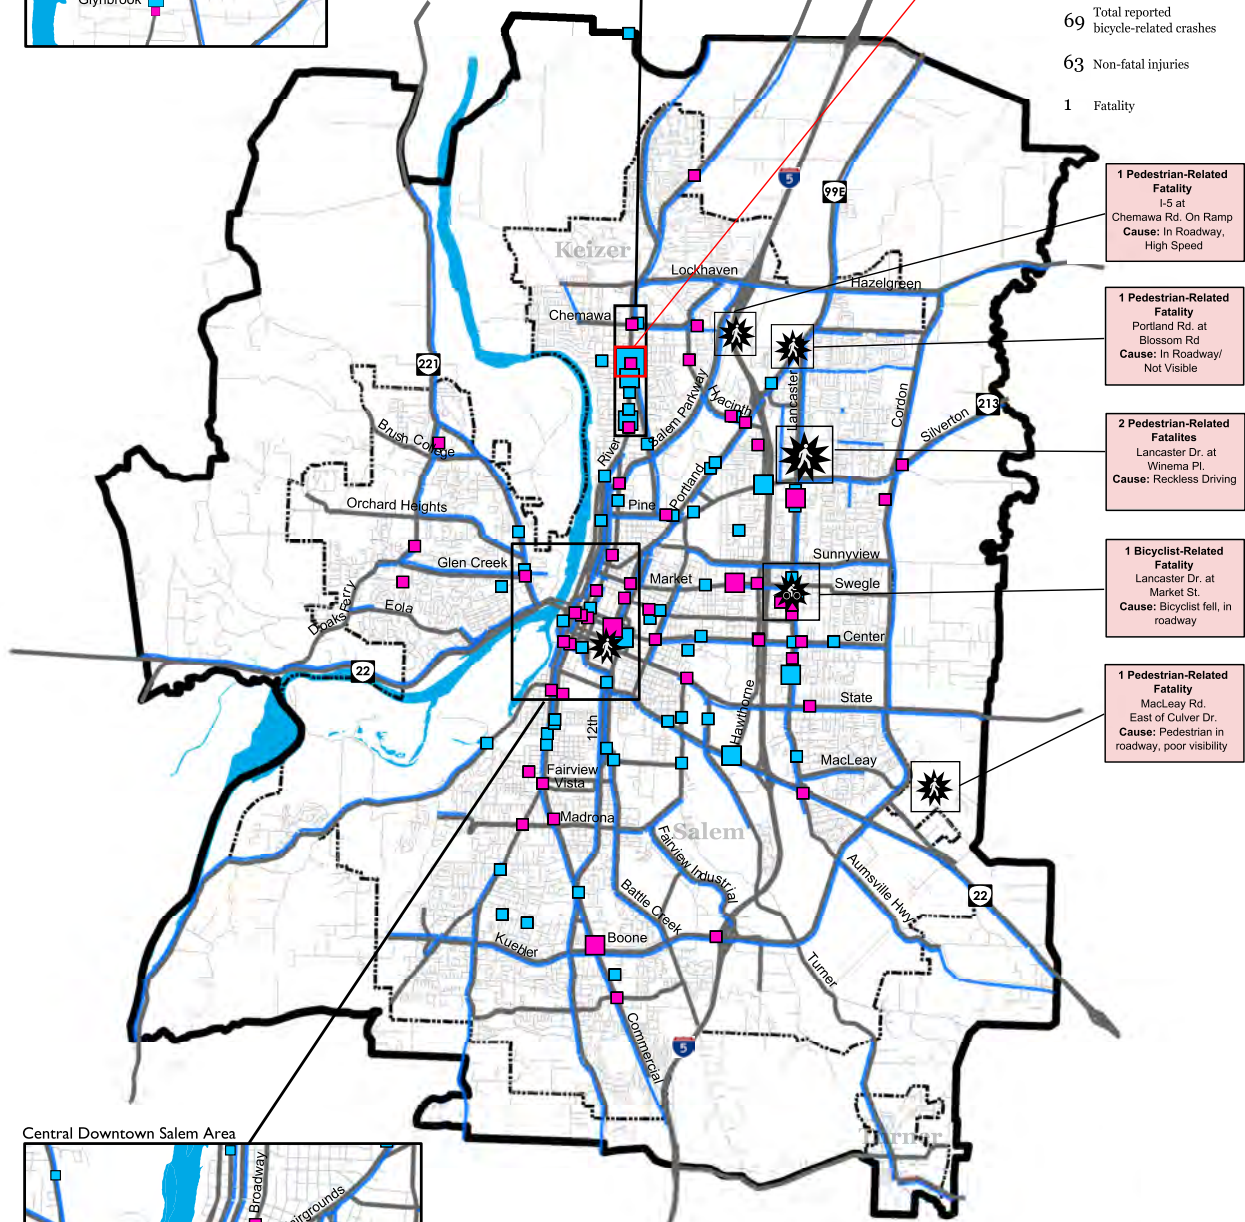 Glynbrook
69 Total reported
bicycle-related crashes
63 Non-fatal injuries
1 Fatality
1 Pedestrian-Related
Fatality
I-5 at
Chemawa Rd. On Ramp
Cause: In Roadway,
High Speed
1 Pedestrian-Related
Fatality
Portland Rd. at
Blossom Rd
Cause: In Roadway/
Not Visible
2 Pedestrian-Related
Fatalites
Lancaster Dr. at
Winema Pl.
Cause: Reckless Driving
1 Bicyclist-Related
Fatality
Lancaster Dr. at
Market St.
Cause: Bicyclist fell, in
roadway
1 Pedestrian-Related
Fatality
MacLeay Rd.
East of Culver Dr.
Cause: Pedestrian in
roadway, poor visibility
5
99E
Keizer
Lockhaven
Hazelgreen
Chemawa
221
Salem Parkway
Hyacinth
Lancaster
Cordon
213
Silverton
Brush College
River
Portland
Orchard Heights
Pine
Sunnyview
Glen Creek
Market
Swegle
Doaks Ferry
Eola
Center
22
State
12th
Hawthorne
MacLeay
Fairview
Vista
Madrona
Salem
Fairview Industrial
Aumsville Hwy
22
Battle Creek
Boone
Kuebler
Turner
Commercial
5
Turner
Central Downtown Salem Area
Broadway